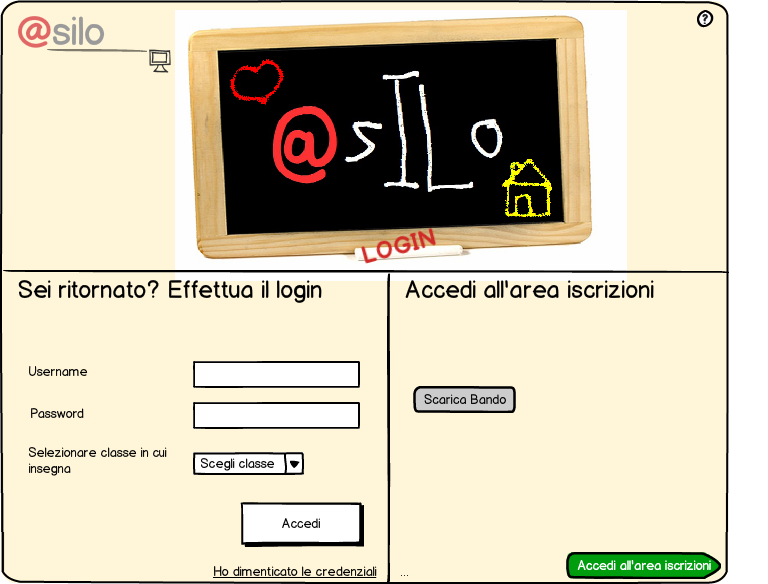 @silo
?
@sILo
LOGIN
Sei ritornato? Effettua il login
Username
Password
Selezionare classe in cui
insegna
Scegli classe
Accedi
Ho dimenticato le credenziali
Accedi all'area iscrizioni
Scarica Bando
...
Accedi all'area iscrizioni